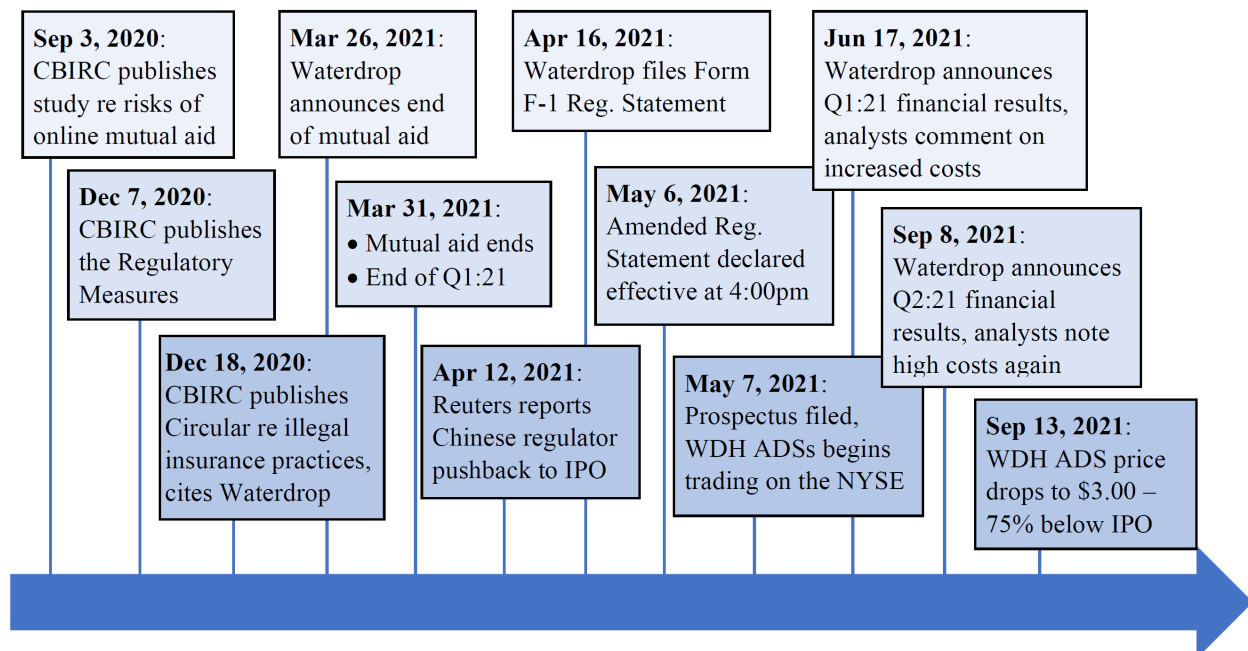 Sep 3, 2020:
CBIRC publishes
study re risks of
online mutual aid
Dec 7, 2020:
CBIRC publishes
the Regulatory
Measures
Dec 18, 2020:
CBIRC publishes
Circular re illegal
insurance practices,
cites Waterdrop
Mar 26, 2021:
Waterdrop
announces end
of mutual aid
Mar 31, 2021:
• Mutual aid ends
• End of Q1:21
Apr 12, 2021:
Reuters reports
Chinese regulator
pushback to IPO
Apr 16, 2021:
Waterdrop files Form
F-1 Reg. Statement
May 6, 2021:
Amended Reg.
Statement declared
effective at 4:00pm
May 7, 2021:
Prospectus filed,
WDH ADSs begins
trading on the NYSE
Jun 17, 2021:
Waterdrop announces
Q1:21 financial results,
analysts comment on
increased costs
Sep 8, 2021:
Waterdrop announces
Q2:21 financial
results, analysts note
high costs again
Sep 13, 2021:
WDH ADS price
drops to $3.00 –
75% below IPO